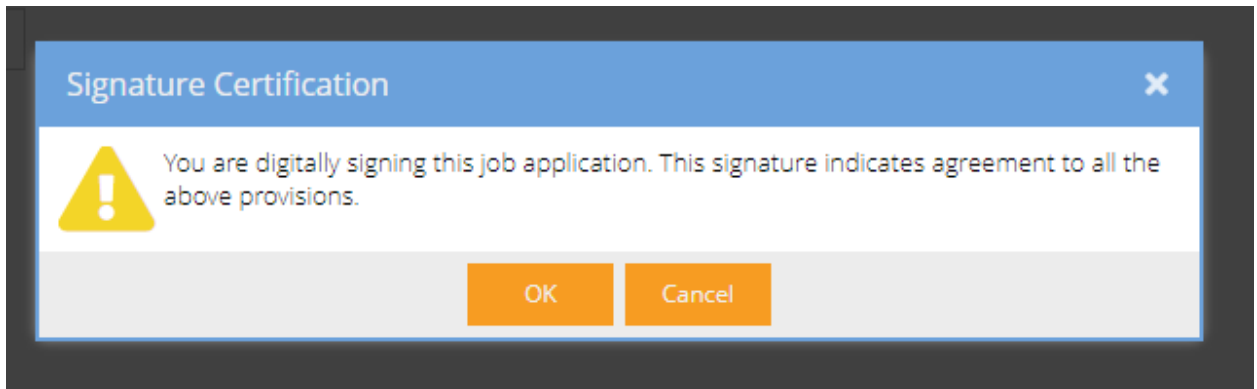 Signature Certification
You are digitally signing this job application. This signature indicates agreement to all the
above provisions.
OK
Cancel